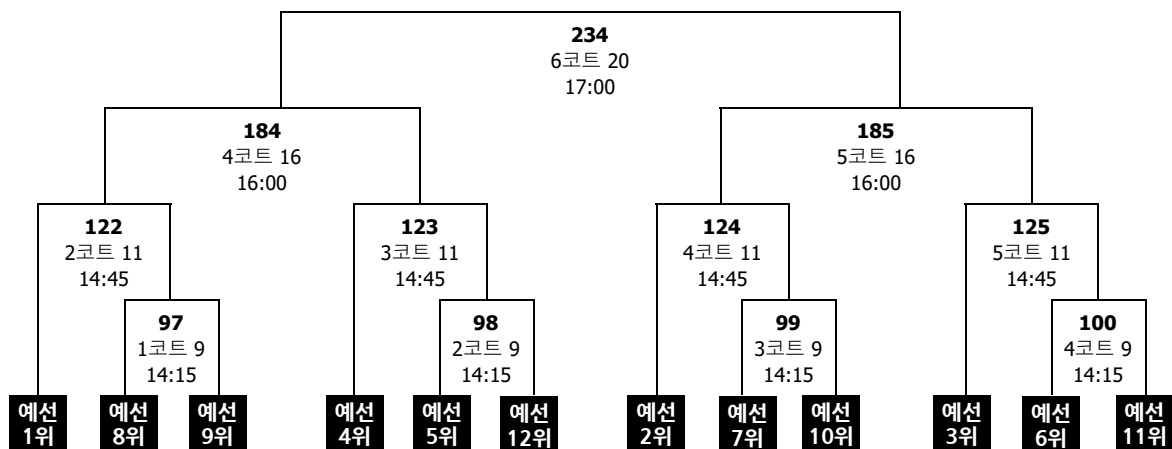 234
6코트 20
17:00
184
4코트 16
16:00
185
5코트 16
16:00
122
2코트 11
14:45
123
3코트 11
14:45
124
4코트 11
14:45
125
5코트 11
14:45
97
1코트 9
14:15
98
2코트 9
14:15
99
3코트 9
14:15
100
4코트 9
14:15
예선
1위
예선
8위
예선
9위
예선
4위
예선
5위
예선
12위
예선
2위
예선
7위
예선
10위
예선
3위
예선
6위
예선
11위